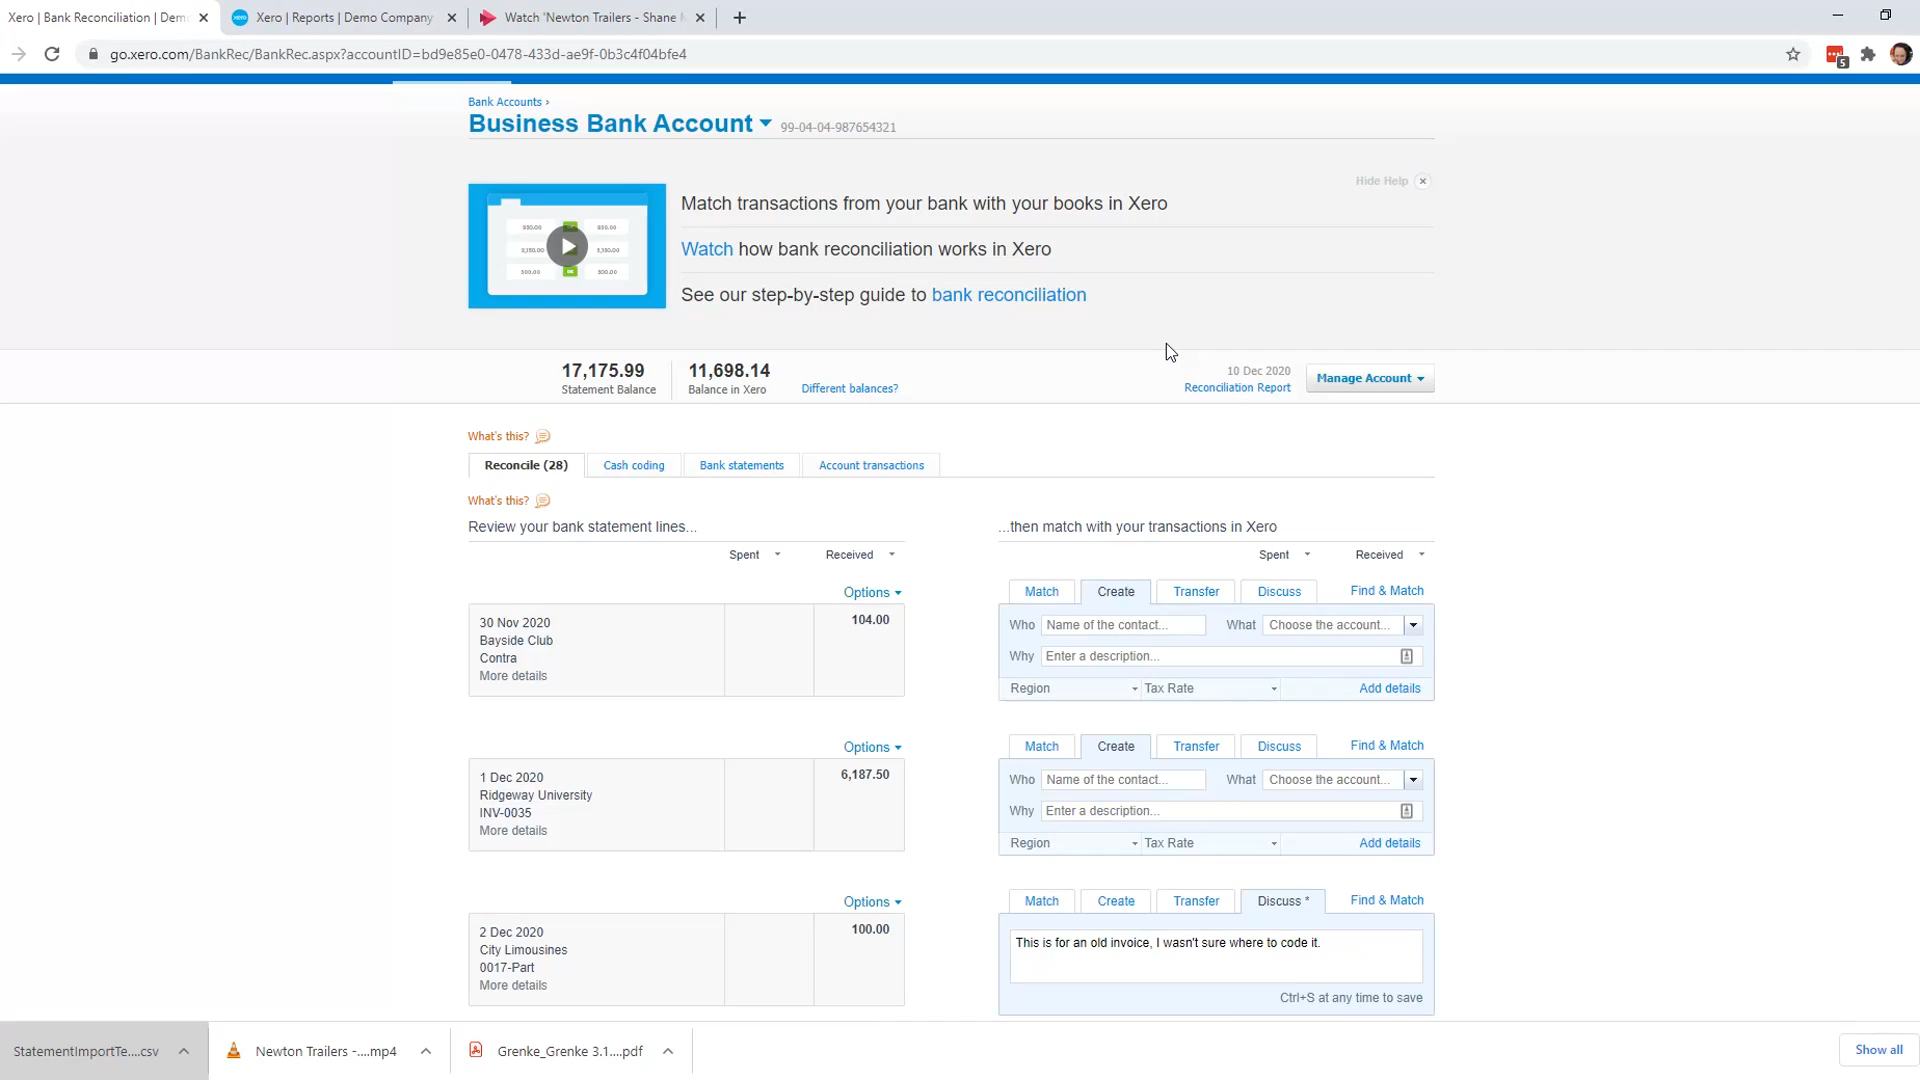 Xero | Bank Reconciliation | Dem
Xero | Reports | Demo Company
Watch 'Newton Trailers - Shane
go.xero.com/BankRec/BankRec.aspx?accountID=bd9e85e0-0478-433d-ae9f-0b3c4f04bfe4
5
Bank Accounts ›
Business Bank Account 99-04-04-987654321
Hide Help
Match transactions from your bank with your books in Xero
Watch how bank reconciliation works in Xero
See our step-by-step guide to bank reconciliation
17,175.99
Statement Balance
11,698.14
Balance in Xero
Different balances?
10 Dec 2020
Reconciliation Report
Manage Account
What's this?
Reconcile (28) Cash coding Bank statements Account transactions
What's this?
Review your bank statement lines...
...then match with your transactions in Xero
Spent Received
Spent Received
Options
Match Create Transfer Discuss Find & Match
30 Nov 2020
Bayside Club
Contra
More details
104.00
Who Name of the contact... What Choose the account...
Why Enter a description...
Region Tax Rate Add details
Options
Match Create Transfer Discuss Find & Match
1 Dec 2020
Ridgeway University
INV-0035
More details
6,187.50
Who Name of the contact... What Choose the account...
Why Enter a description...
Region Tax Rate Add details
Options
Match Create Transfer Discuss * Find & Match
2 Dec 2020
City Limousines
0017-Part
More details
100.00
This is for an old invoice, I wasn't sure where to code it.
Ctrl+S at any time to save
StatementImportTe....csv
Newton Trailers -....mp4
Grenke_Grenke 3.1....pdf
Show all